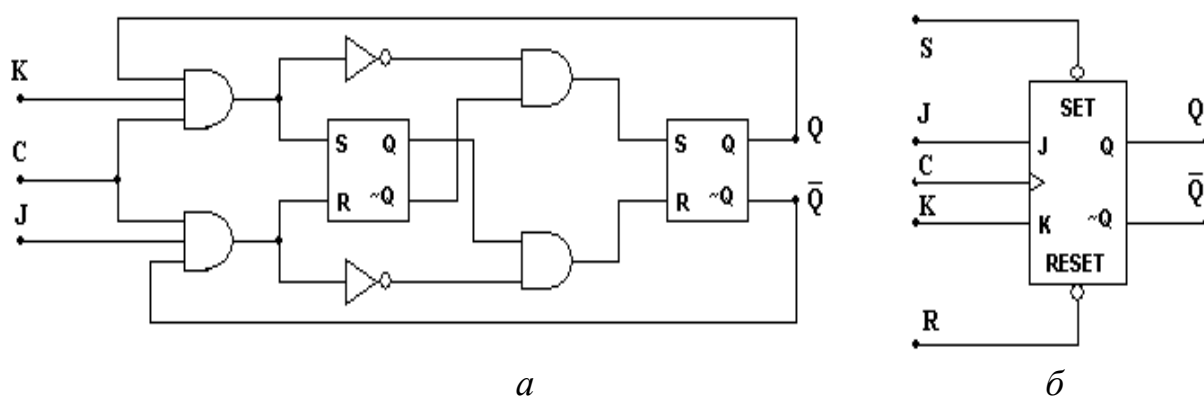 K
C
J
S Q
R ~Q
S Q
R ~Q
Q
Q̅
а
S
J
C
K
R
SET
J Q
K ~Q
RESET
Q
Q̅
б